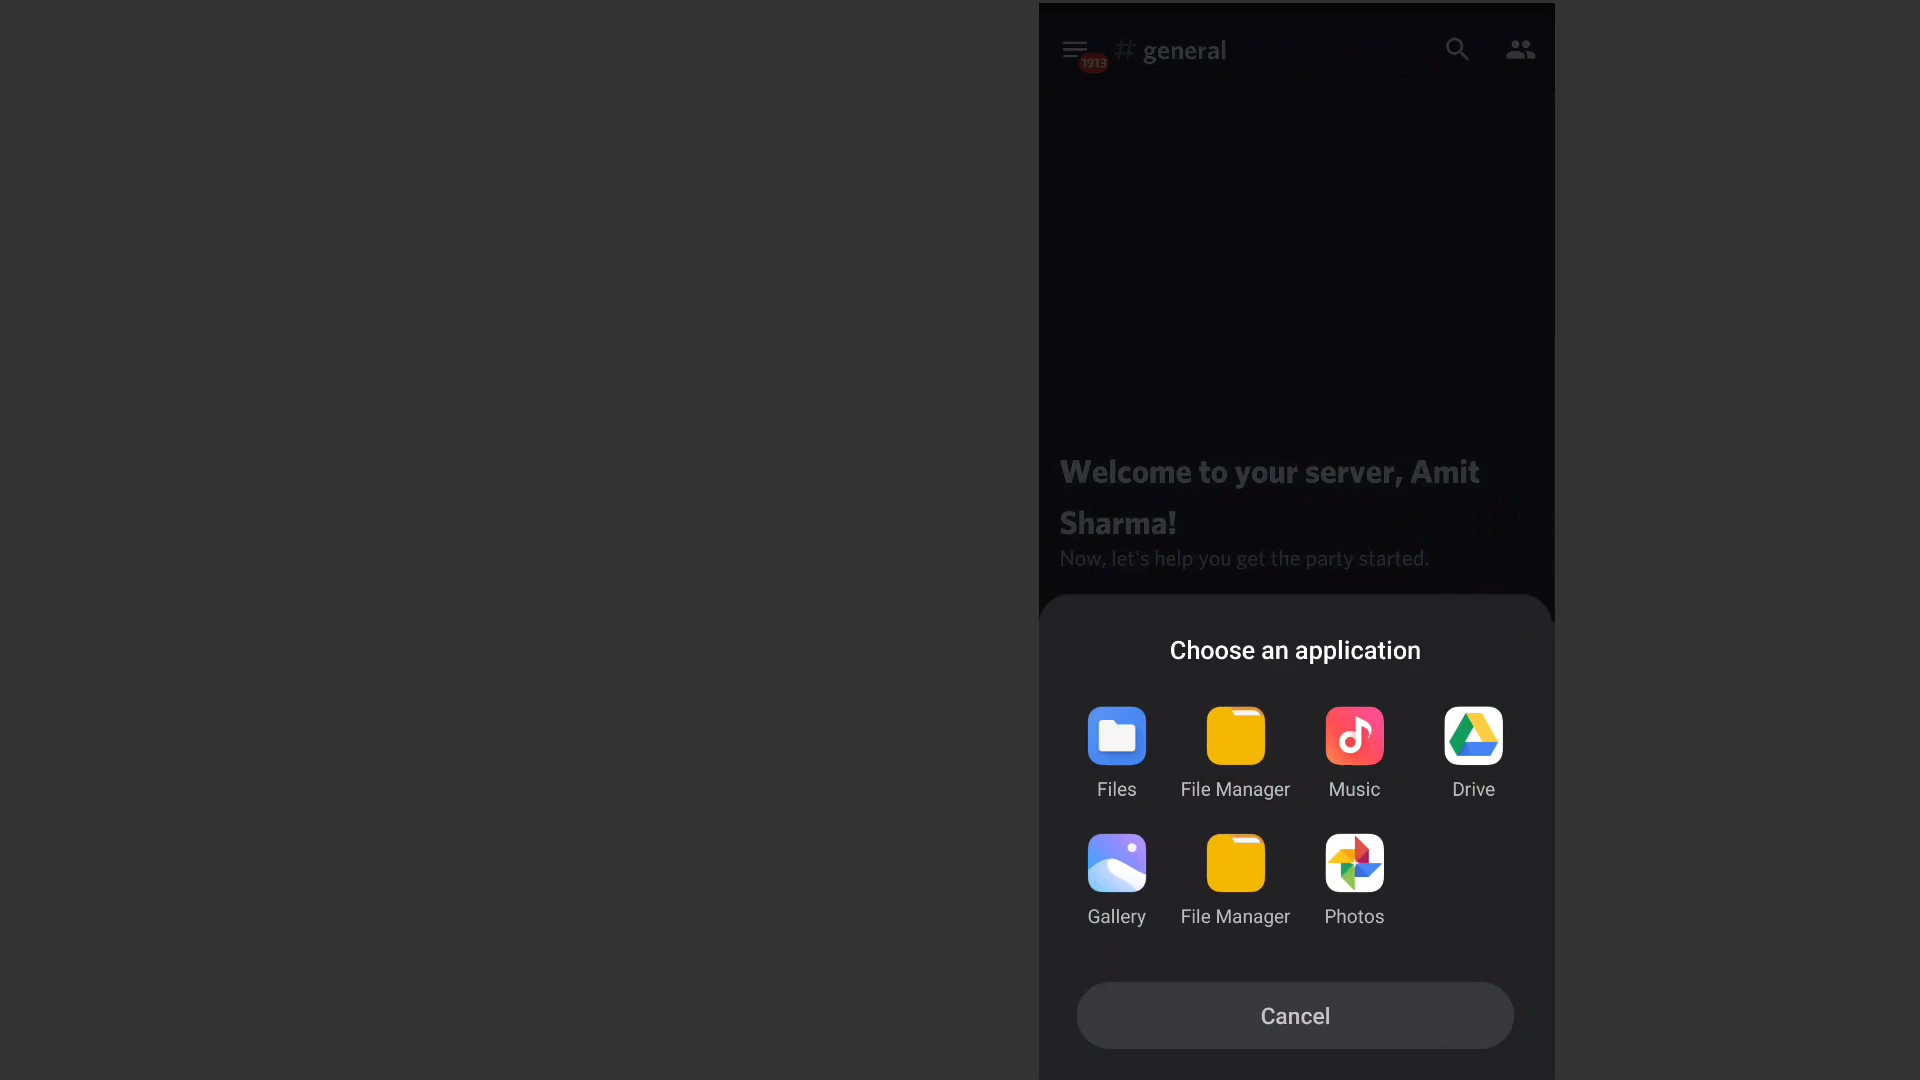 1913
# general
Welcome to your server, Amit
Sharma!
Now, let's help you get the party started.
Choose an application
Files
File Manager
Music
Drive
Gallery
File Manager
Photos
Cancel